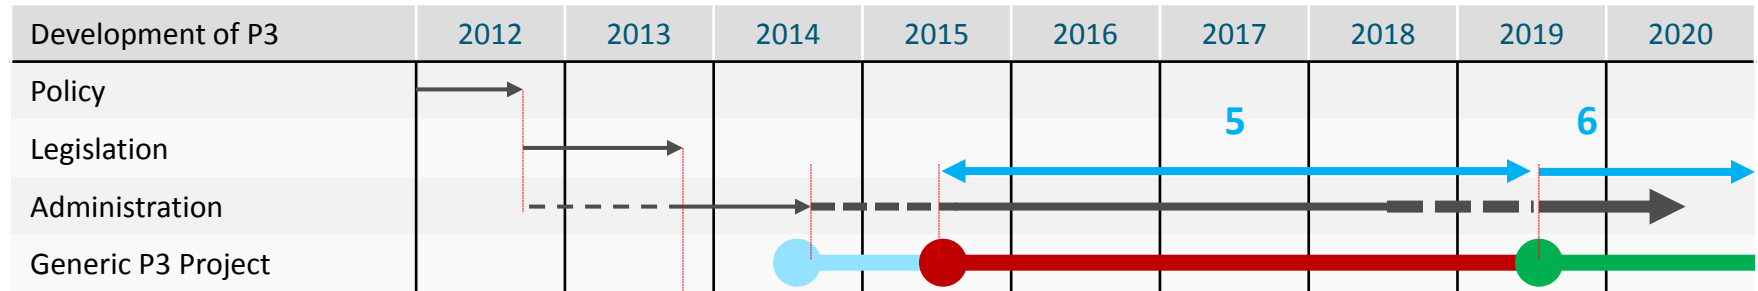 Development of P3 2012 2013 2014 2015 2016 2017 2018 2019 2020
Policy
5 6
Legislation
Administration
Generic P3 Project